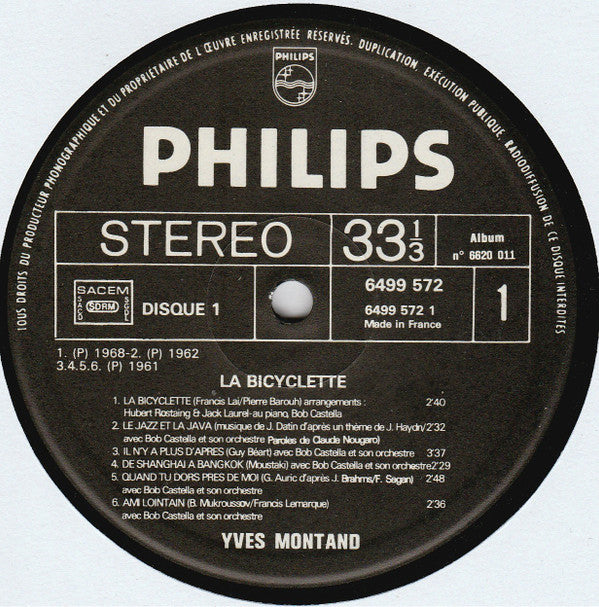 TOUS DROITS DU PRODUCTEUR PHONOGRAPHIQUE ET DU PROPRIÉTAIRE DE L'ŒUVRE ENREGISTRÉE RÉSERVÉS. DUPLICATION, EXÉCUTION PUBLIQUE, RADIODIFFUSION DE CE DISQUE INTERDITES
PHILIPS
PHILIPS
STEREO
33 1/3
Album
n° 6620 011
SACEM
SACD SDRM SGDL
DISQUE 1
6499 572
6499 572 1
Made in France
1
1. (P) 1968-2. (P) 1962
3.4.5.6. (P) 1961
LA BICYCLETTE
1. LA BICYCLETTE (Francis Lai/Pierre Barouh) arrangements : 2'40
Hubert Rostaing & Jack Laurel-au piano, Bob Castella
2. LE JAZZ ET LA JAVA (musique de J. Datin d'après un thème de J. Haydn/ 2'32
avec Bob Castella et son orchestre Paroles de Claude Nougaro)
3. IL N'Y A PLUS D'APRES (Guy Béart) avec Bob Castella et son orchestre 3'37
4. DE SHANGHAI A BANGKOK (Moustaki) avec Bob Castella et son orchestre 2'29
5. QUAND TU DORS PRES DE MOI (G. Auric d'après J. Brahms/F. Sagan) 2'48
avec Bob Castella et son orchestre
6. AMI LOINTAIN (B. Mukroussov/Francis Lemarque) 2'36
avec Bob Castella et son orchestre
YVES MONTAND